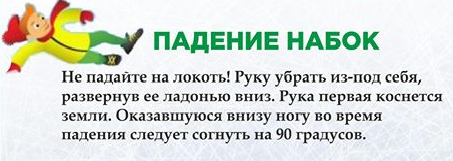 ПАДЕНИЕ НАБОК
Не падайте на локоть! Руку убрать из-под себя,
развернув ее ладонью вниз. Рука первая коснется
земли. Оказавшуюся внизу ногу во время
падения следует согнуть на 90 градусов.